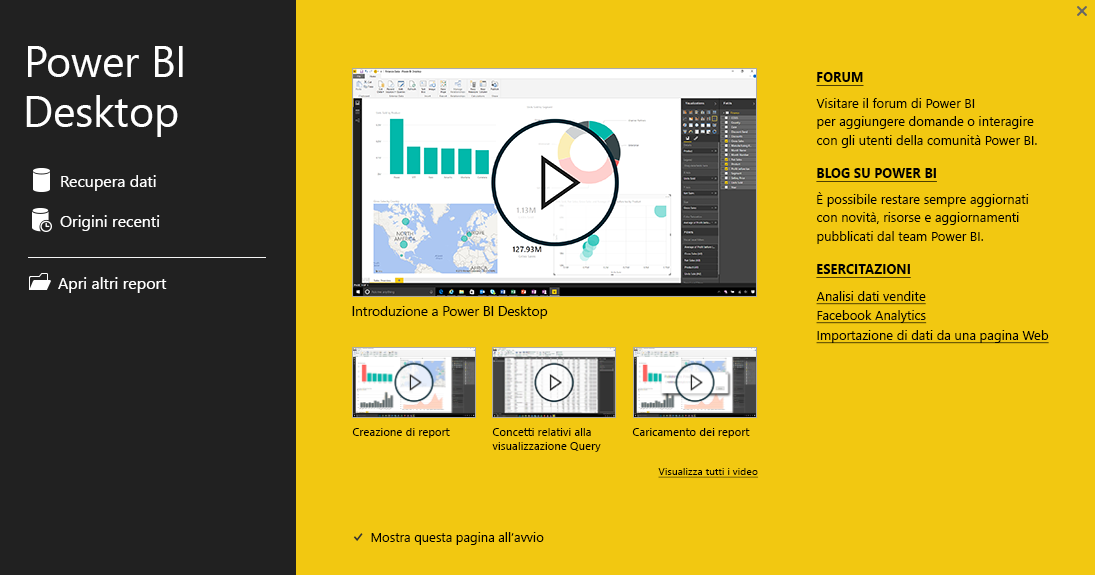 Power BI
Desktop
Recupera dati
Origini recenti
Apri altri report
127.93M
Introduzione a Power BI Desktop
Creazione di report
Concetti relativi alla
visualizzazione Query
Caricamento dei report
Visualizza tutti i video
Mostra questa pagina all'avvio
FORUM
Visitare il forum di Power BI
per aggiungere domande o interagire
con gli utenti della comunità Power BI.
BLOG SU POWER BI
È possibile restare sempre aggiornati
con novità, risorse e aggiornamenti
pubblicati dal team Power BI.
ESERCITAZIONI
Analisi dati vendite
Facebook Analytics
Importazione di dati da una pagina Web